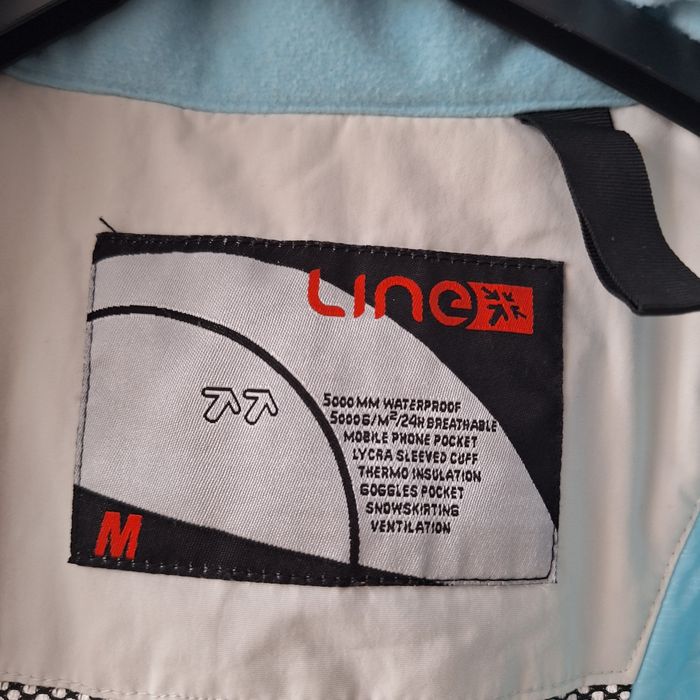 LINE
5000 MM WATERPROOF
5000G/M²/24H BREATHABLE
MOBILE PHONE POCKET
LYCRA SLEEVED CUFF
THERMO INSULATION
GOGGLES POCKET
SNOWSKIRTING
VENTILATION
M